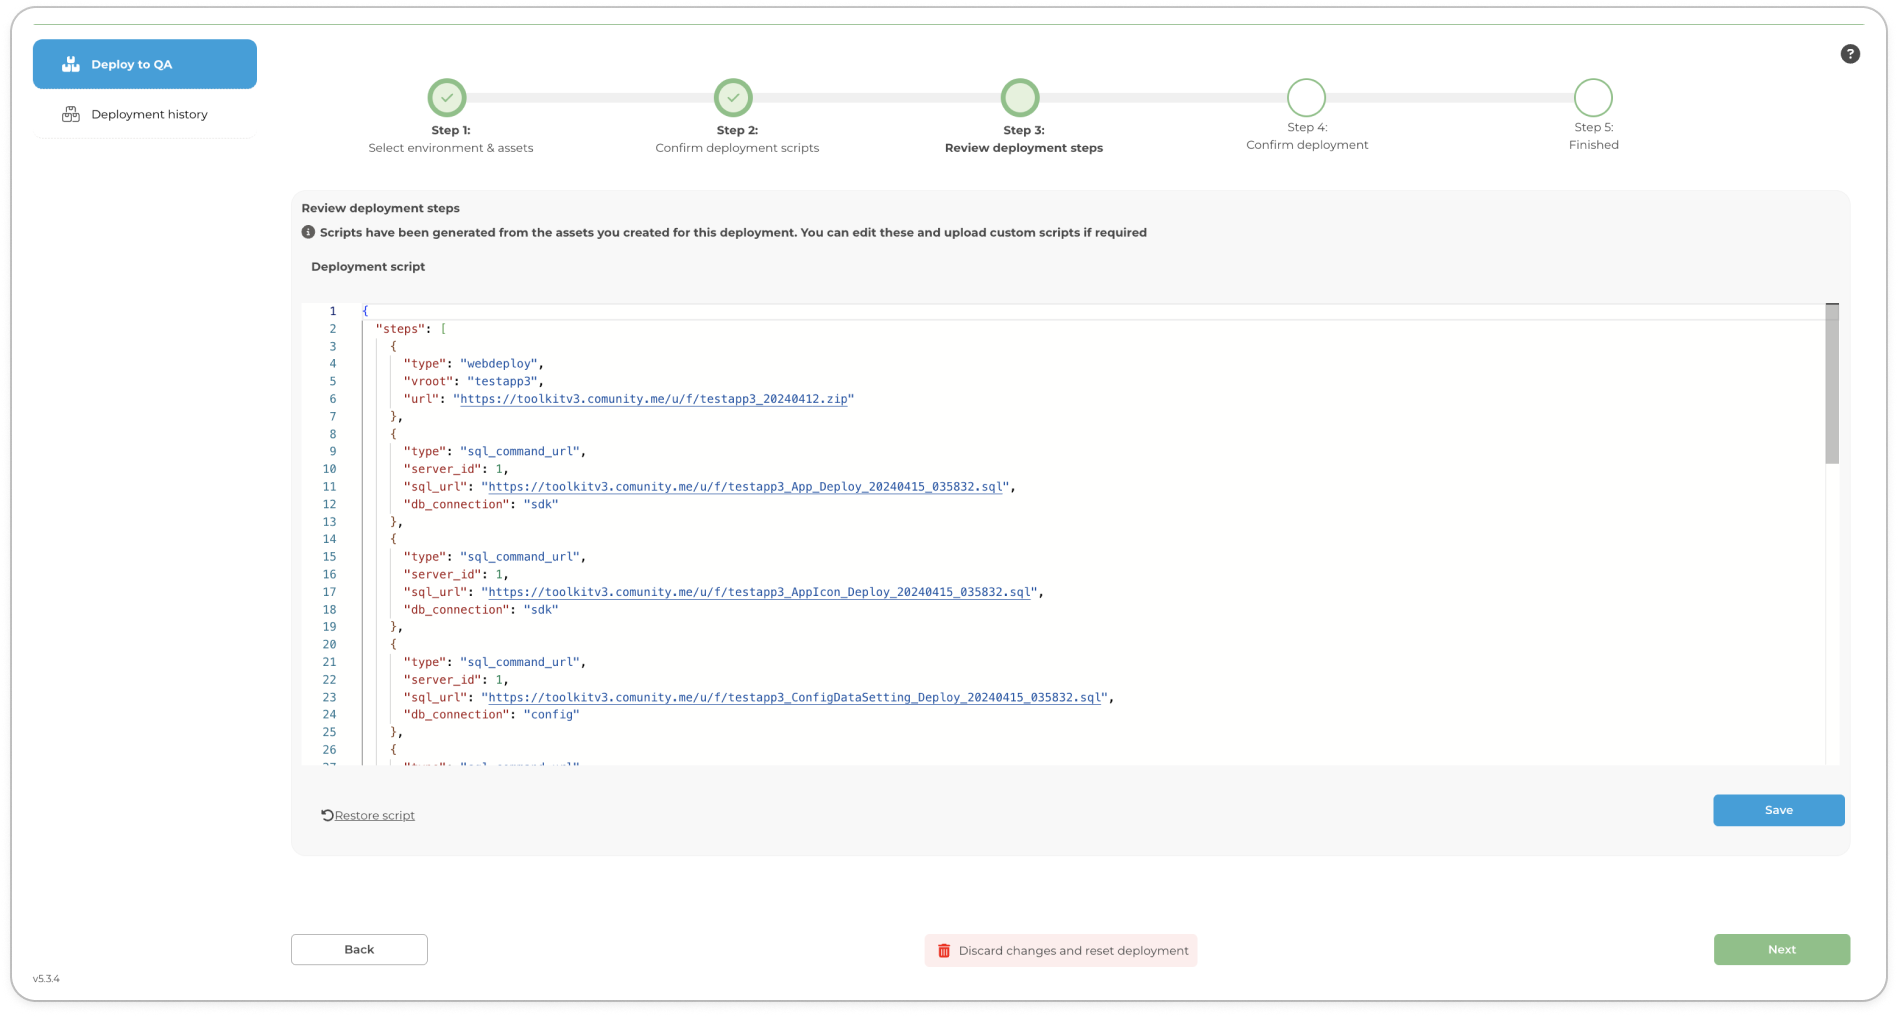 Deploy to QA
Deployment history
?
Step 1:
Select environment & assets
Step 2:
Confirm deployment scripts
Step 3:
Review deployment steps
Step 4:
Confirm deployment
Step 5:
Finished
Review deployment steps
Scripts have been generated from the assets you created for this deployment. You can edit these and upload custom scripts if required
Deployment script
1 {
2 "steps": [
3 {
4 "type": "webdeploy",
5 "vroot": "testapp3",
6 "url": "https://toolkitv3.comunity.me/u/f/testapp3_20240412.zip"
7 },
8 {
9 "type": "sql_command_url",
10 "server_id": 1,
11 "sql_url": "https://toolkitv3.comunity.me/u/f/testapp3_App_Deploy_20240415_035832.sql",
12 "db_connection": "sdk"
13 },
14 {
15 "type": "sql_command_url",
16 "server_id": 1,
17 "sql_url": "https://toolkitv3.comunity.me/u/f/testapp3_AppIcon_Deploy_20240415_035832.sql",
18 "db_connection": "sdk"
19 },
20 {
21 "type": "sql_command_url",
22 "server_id": 1,
23 "sql_url": "https://toolkitv3.comunity.me/u/f/testapp3_ConfigDataSetting_Deploy_20240415_035832.sql",
24 "db_connection": "config"
25 },
26 {
Restore script
Save
Back
Discard changes and reset deployment
Next
v5.3.4